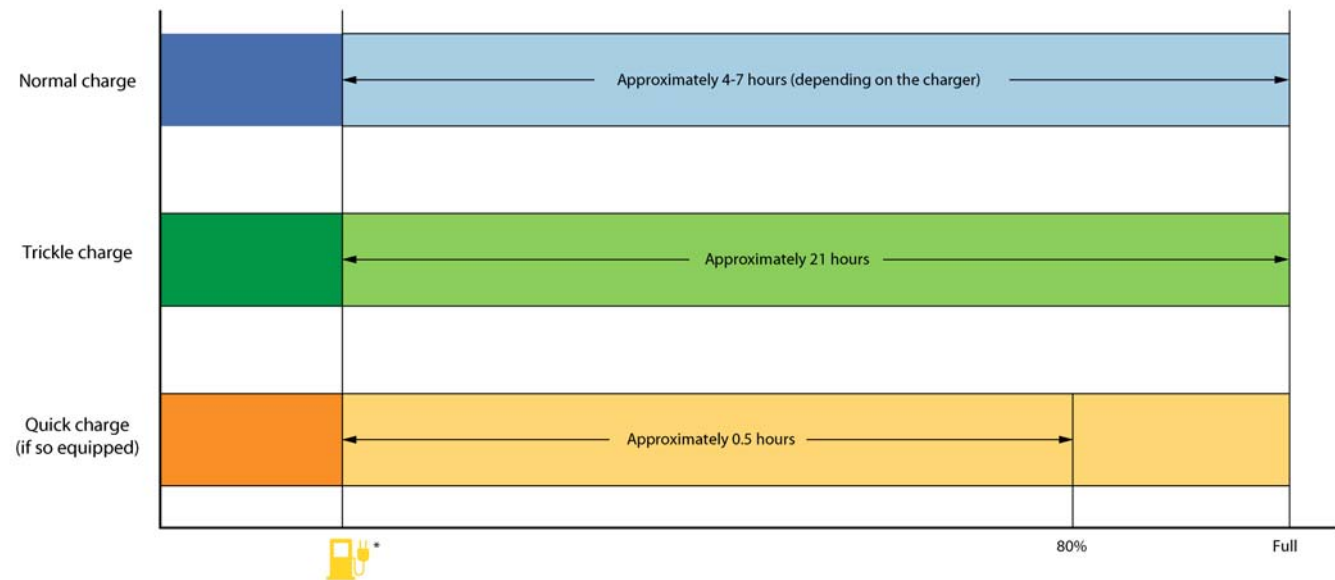 Normal charge
Approximately 4-7 hours (depending on the charger)
Trickle charge
Approximately 21 hours
Quick charge
(if so equipped)
Approximately 0.5 hours
*
80%
Full